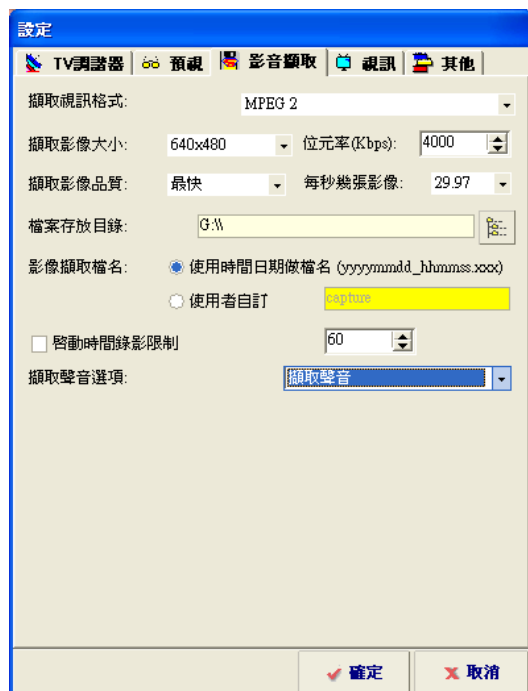 設定
TV調諧器 預視 影音擷取 視訊 其他
擷取視訊格式: MPEG 2
擷取影像大小: 640x480 位元率(Kbps): 4000
擷取影像品質: 最快 每秒幾張影像: 29.97
檔案存放目錄: G:\\
影像擷取檔名: 使用時間日期做檔名 (yyyymmdd_hhmmss.xxx)
使用者自訂 capture
啓動時間錄影限制 60
擷取聲音選項: 擷取聲音
確定 取消